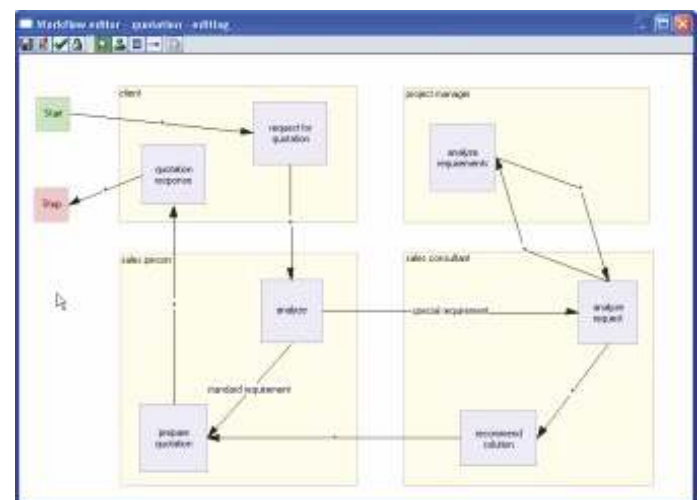 Workflow editor - quotation - editing
client
project manager
Start
request for
quotation
analyze
requirements
quotation
response
Stop
sales person
sales consultant
analyze
special requirement
analyze
request
standard requirement
prepare
quotation
recommend
solution